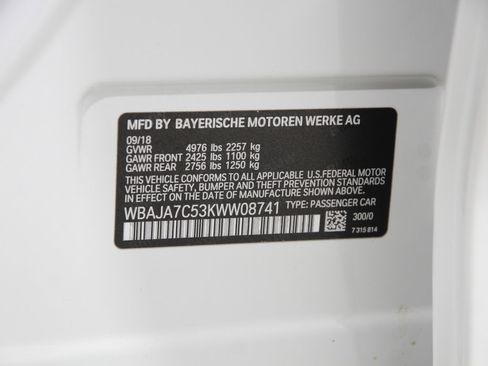 MFD BY BAYERISCHE MOTOREN WERKE AG
09/18
GVWR 4976 lbs 2257 kg
GAWR FRONT 2425 lbs 1100 kg
GAWR REAR 2756 lbs 1250 kg
THIS VEHICLE CONFORMS TO ALL APPLICABLE U.S.FEDERAL MOTOR
VEHICLE SAFETY, BUMPER, AND THEFT PREVENTION STANDARDS
IN EFFECT ON THE DATE OF MANUFACTURE SHOWN ABOVE.
WBAJA7C53KWW08741 TYPE: PASSENGER CAR
300/0
7 315 814